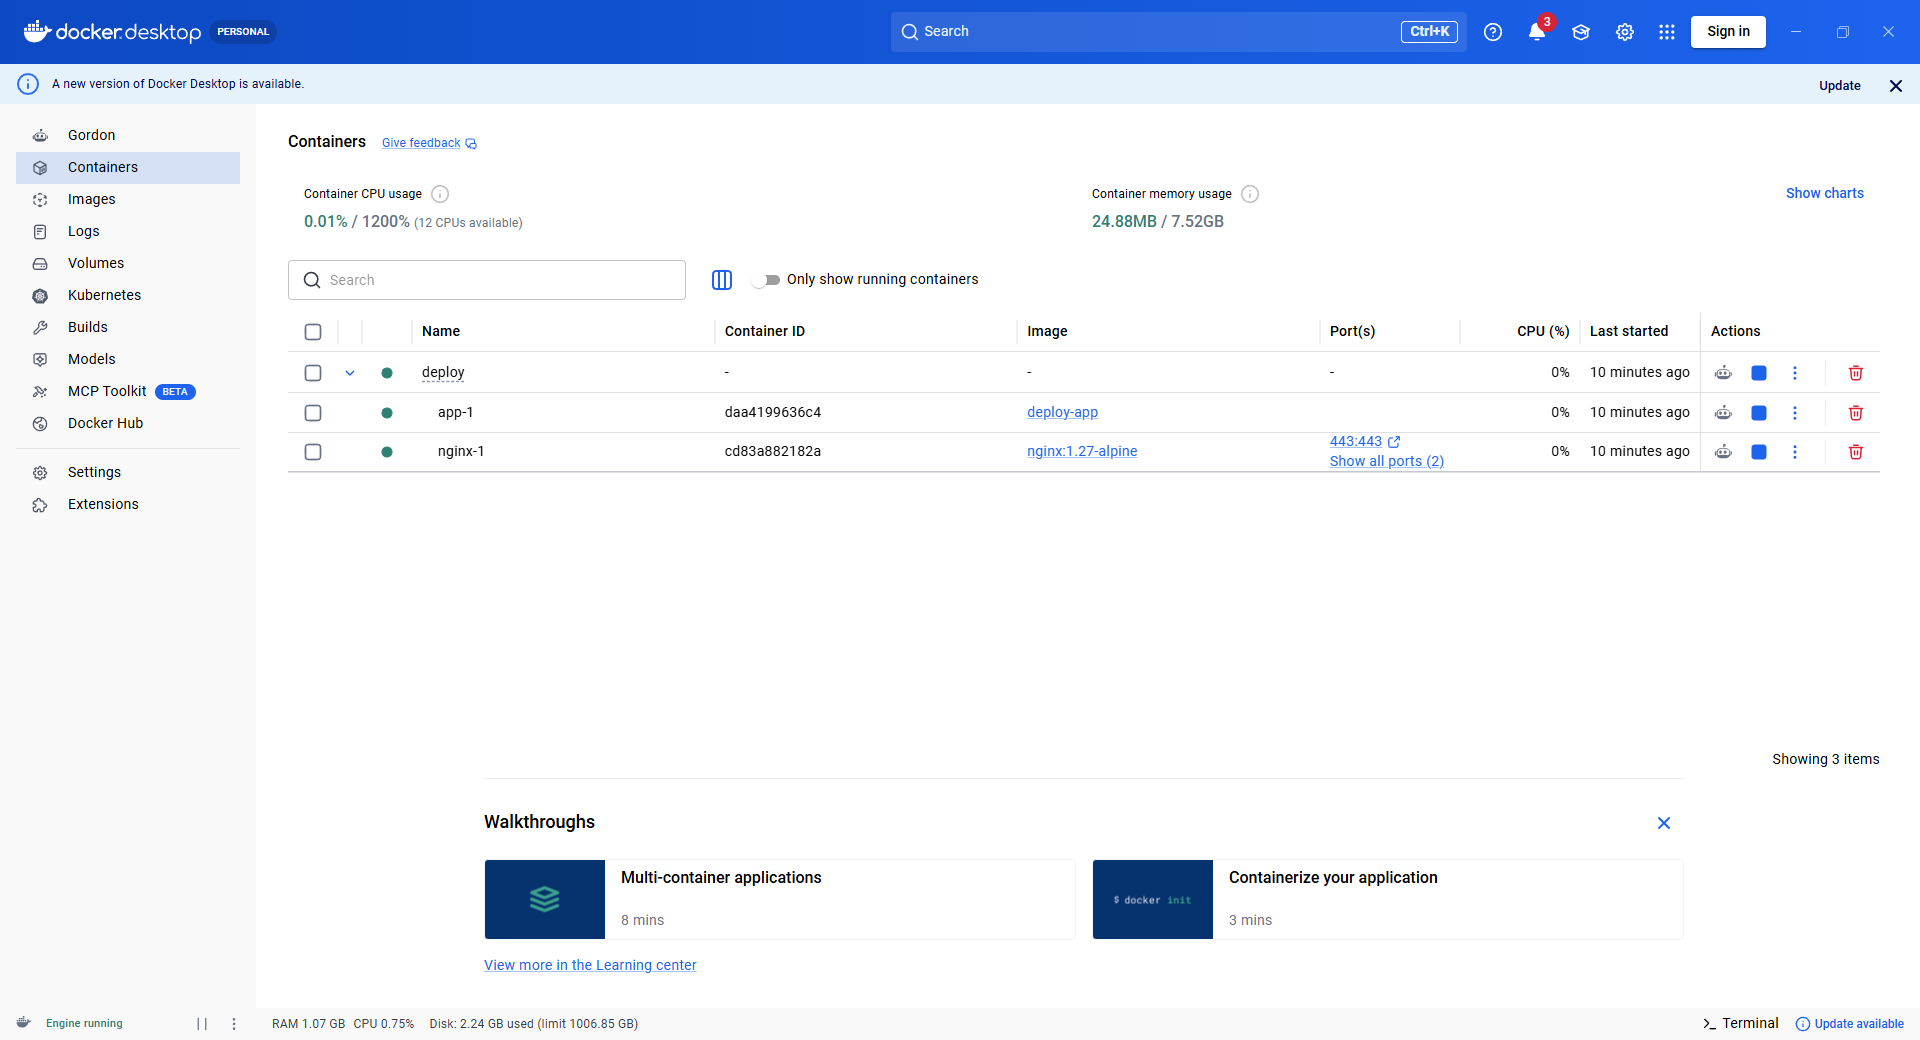 docker desktop PERSONAL
Search Ctrl+K
3
Sign in
A new version of Docker Desktop is available.
Update
Gordon
Containers
Images
Logs
Volumes
Kubernetes
Builds
Models
MCP Toolkit BETA
Docker Hub
Settings
Extensions
Containers Give feedback
Container CPU usage
0.01% / 1200% (12 CPUs available)
Container memory usage
24.88MB / 7.52GB
Show charts
Search
Only show running containers
Name Container ID Image Port(s) CPU (%) Last started Actions
deploy - - - 0% 10 minutes ago
app-1 daa4199636c4 deploy-app 0% 10 minutes ago
nginx-1 cd83a882182a nginx:1.27-alpine 443:443 0% 10 minutes ago
Show all ports (2)
Showing 3 items
Walkthroughs
Multi-container applications
8 mins
$ docker init
Containerize your application
3 mins
View more in the Learning center
Engine running
RAM 1.07 GB CPU 0.75% Disk: 2.24 GB used (limit 1006.85 GB)
>_ Terminal
Update available